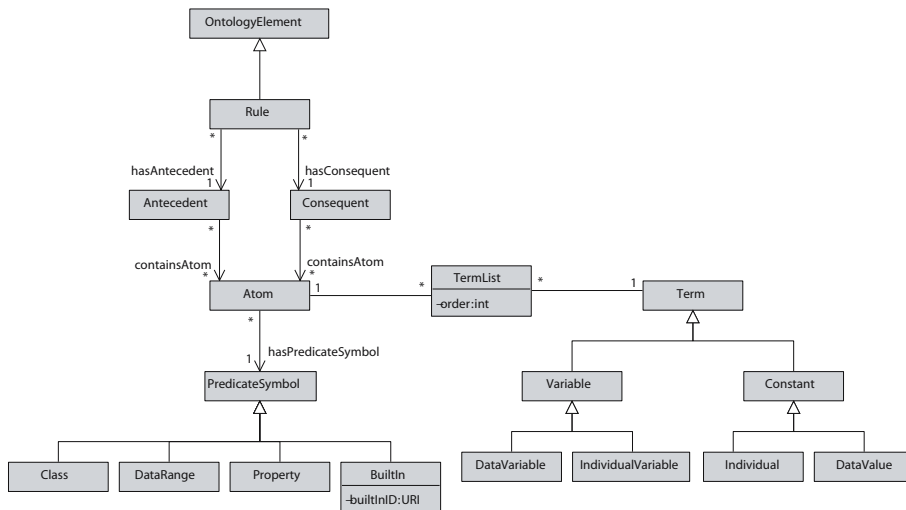 OntologyElement
Rule
*
*
hasAntecedent
hasConsequent
1
1
Antecedent
Consequent
*
*
containsAtom
containsAtom
*
*
Atom
1
*
TermList
-order:int
*
1
Term
*
hasPredicateSymbol
1
PredicateSymbol
Variable
Constant
Class
DataRange
Property
BuiltIn
-builtInID:URI
DataVariable
IndividualVariable
Individual
DataValue